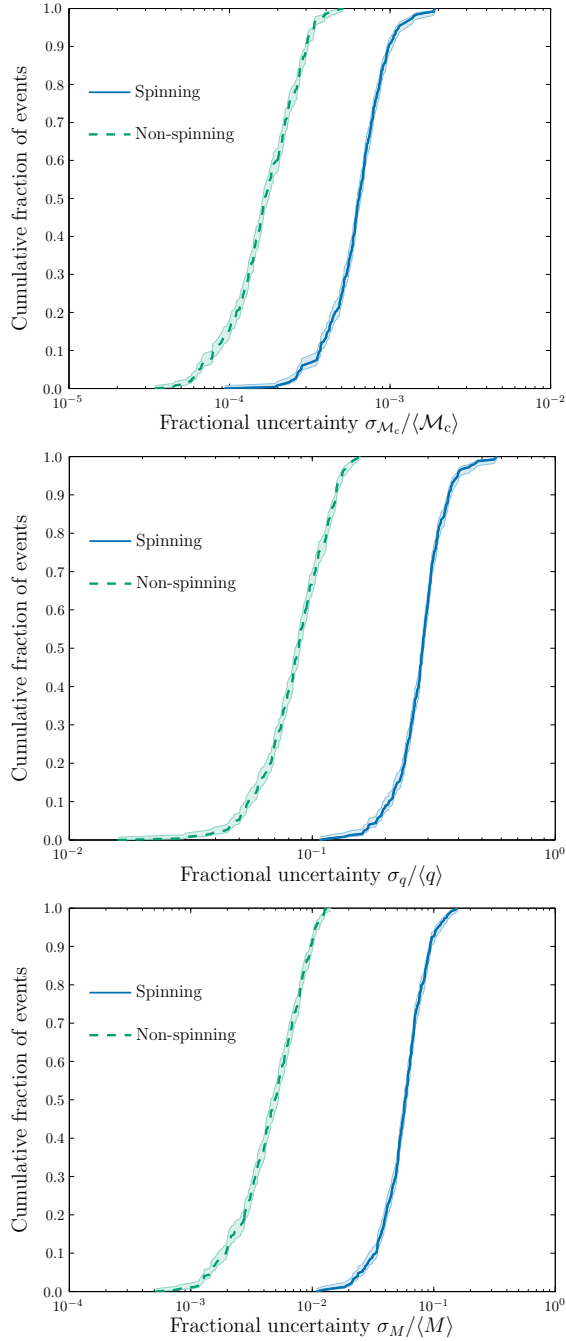 1.0
0.9
0.8
0.7
0.6
0.5
0.4
0.3
0.2
0.1
0.0
Cumulative fraction of events
Spinning
Non-spinning
10⁻⁵ 10⁻⁴ 10⁻³ 10⁻²
Fractional uncertainty σ_{ℳ_c}/⟨ℳ_c⟩
1.0
0.9
0.8
0.7
0.6
0.5
0.4
0.3
0.2
0.1
0.0
Cumulative fraction of events
Spinning
Non-spinning
10⁻² 10⁻¹ 10⁰
Fractional uncertainty σ_q/⟨q⟩
1.0
0.9
0.8
0.7
0.6
0.5
0.4
0.3
0.2
0.1
0.0
Cumulative fraction of events
Spinning
Non-spinning
10⁻⁴ 10⁻³ 10⁻² 10⁻¹ 10⁰
Fractional uncertainty σ_M/⟨M⟩